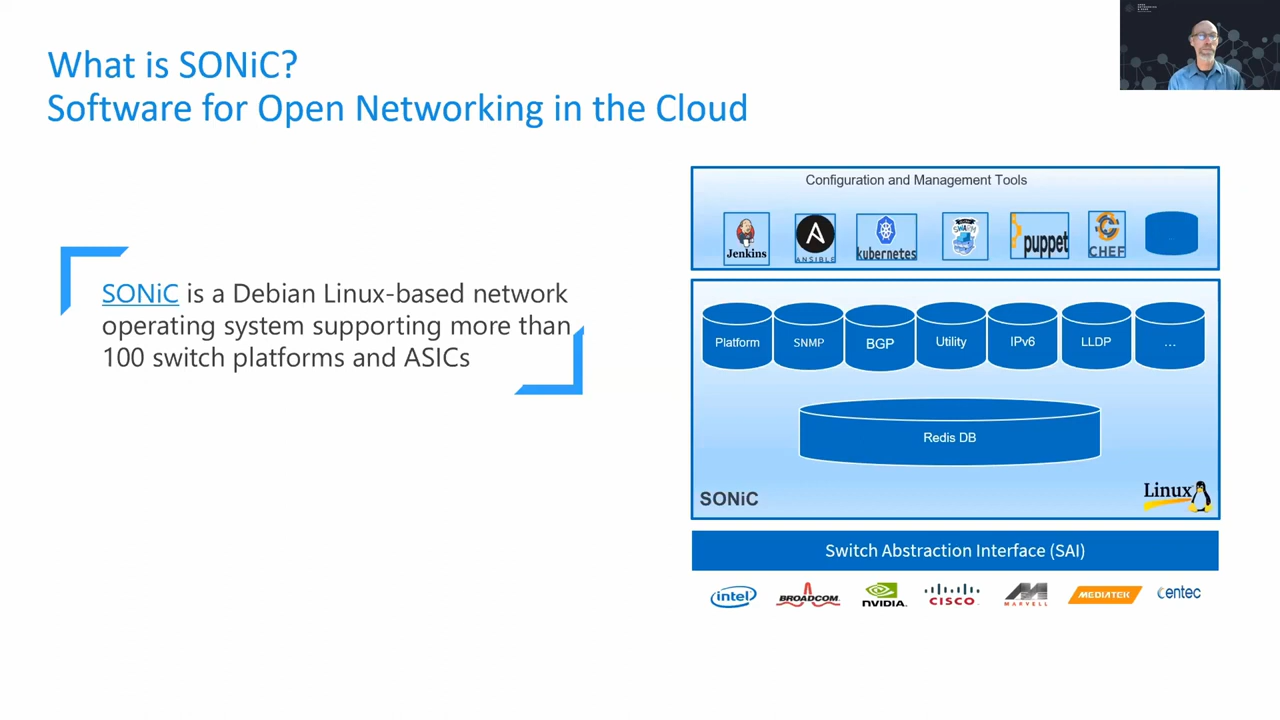 What is SONiC?
Software for Open Networking in the Cloud
SONiC is a Debian Linux-based network
operating system supporting more than
100 switch platforms and ASICs
Configuration and Management Tools
Jenkins
ANSIBLE
kubernetes
SWARM
puppet
CHEF
Platform
SNMP
BGP
Utility
IPv6
LLDP
...
Redis DB
SONiC
Linux
Switch Abstraction Interface (SAI)
intel
BROADCOM
NVIDIA
CISCO
MARVELL
MEDIATEK
centec